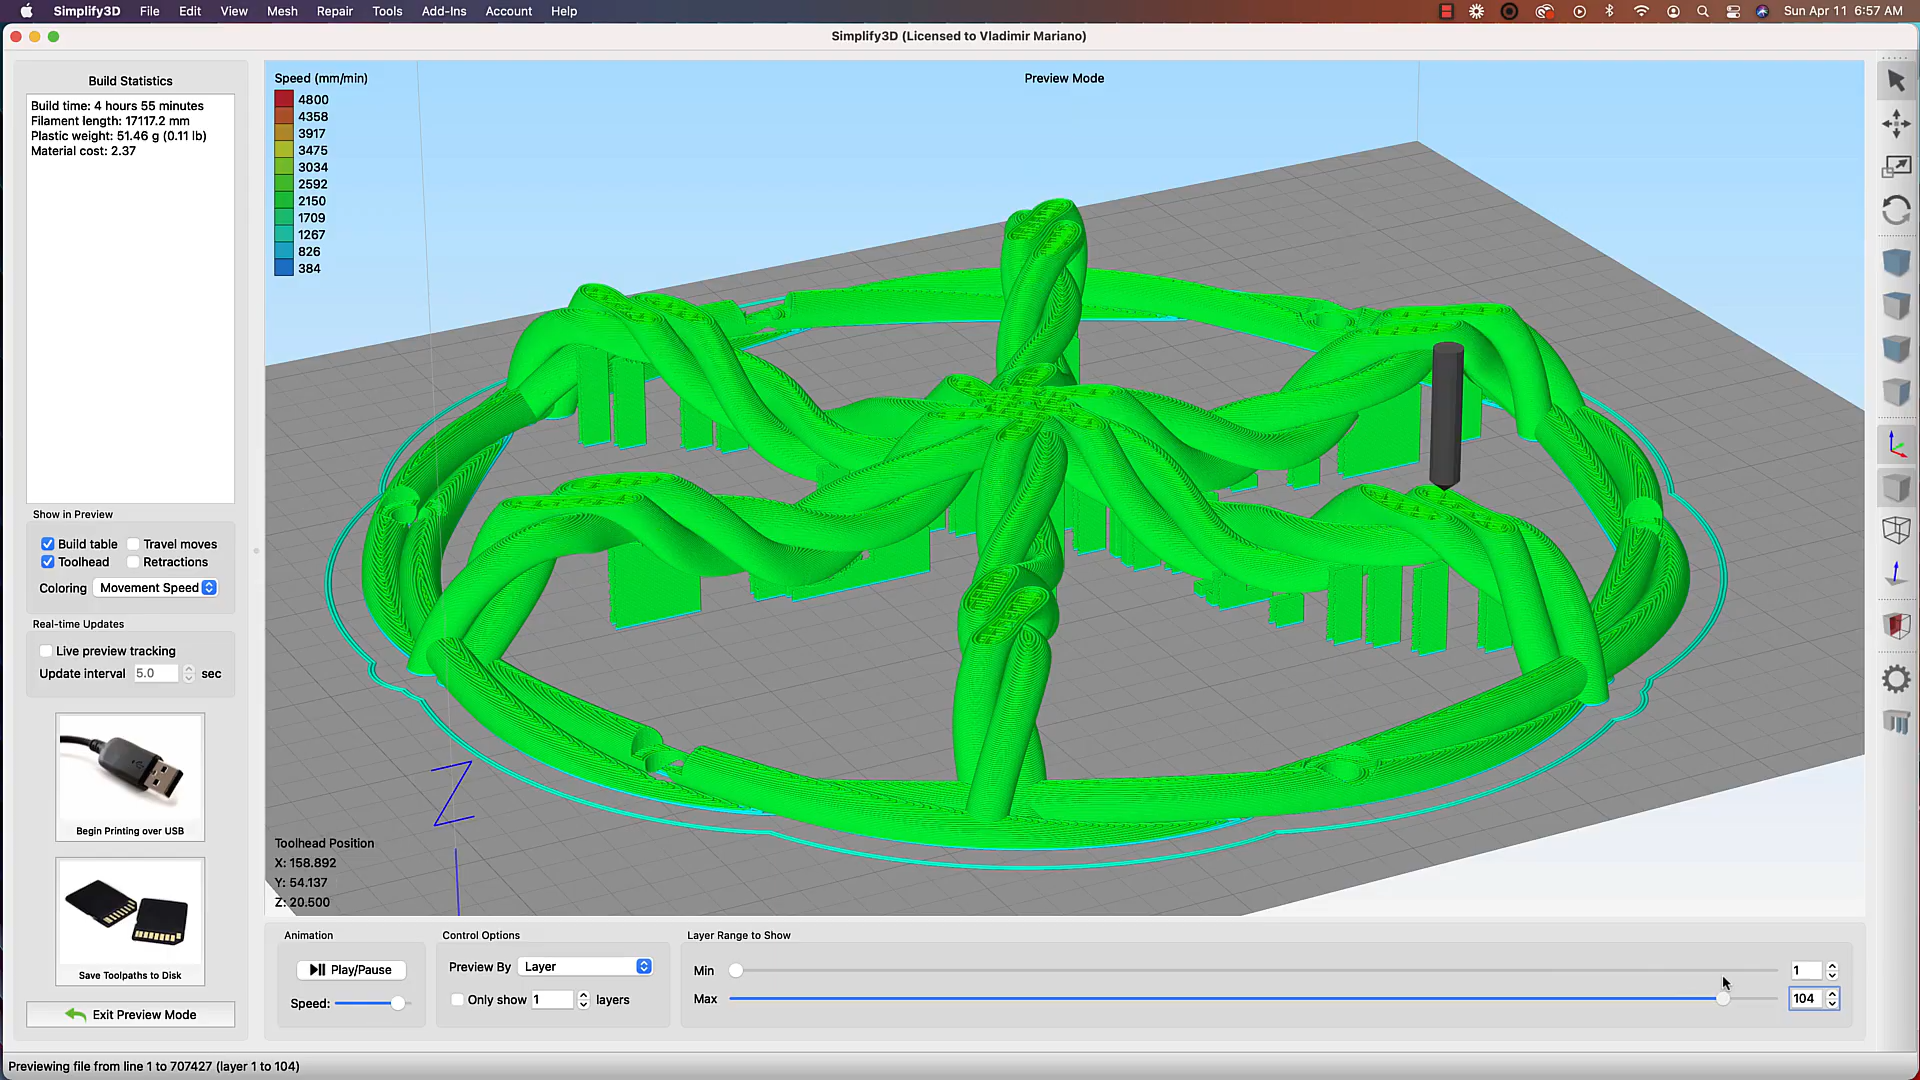 Simplify3D File Edit View Mesh Repair Tools Add-Ins Account Help Sun Apr 11 6:57 AM
Simplify3D (Licensed to Vladimir Mariano)
Build Statistics
Build time: 4 hours 55 minutes
Filament length: 17117.2 mm
Plastic weight: 51.46 g (0.11 lb)
Material cost: 2.37
Show in Preview
Build table Travel moves
Toolhead Retractions
Coloring Movement Speed
Real-time Updates
Live preview tracking
Update interval 5.0 sec
Begin Printing over USB
Save Toolpaths to Disk
Exit Preview Mode
Speed (mm/min)
4800
4358
3917
3475
3034
2592
2150
1709
1267
826
384
Preview Mode
Z
Toolhead Position
X: 158.892
Y: 54.137
Z: 20.500
Animation
Play/Pause
Speed:
Control Options
Preview By Layer
Only show 1 layers
Layer Range to Show
Min 1
Max 104
Previewing file from line 1 to 707427 (layer 1 to 104)